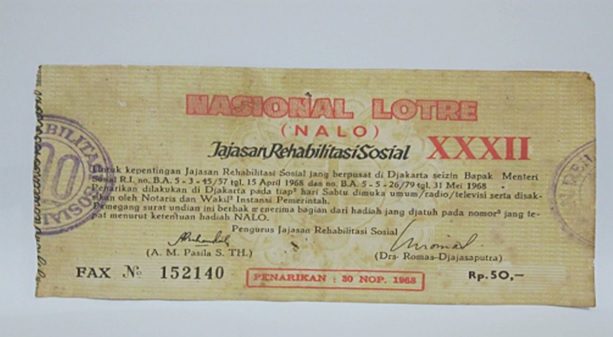 NASIONAL LOTRE
(NALO)
Jajasan Rehabilitasi Sosial XXXII
Untuk kepentingan Jajasan Rehabilitasi Sosial jang berpusat di Djakarta seizin Bapak Menteri
Sosial R.I. no. B.A. 5-3-45/57 tgl. 15 April 1968 dan no. B.A. 5-5-26/79 tgl. 31 Mei 1968
Penarikan dilakukan di Djakarta pada tiap² hari Sabtu dimuka umum/radio/televisi serta disak-
sikan oleh Notaris dan Wakil² Instansi Pemerintah.
Pemegang surat undian ini berhak menerima bagian dari hadiah jang djatuh pada nomor² jang te-
pat menurut ketentuan hadiah NALO.
Pengurus Jajasan Rehabilitasi Sosial
(A. M. Pasila S. TH.) (Drs. Romas Djajasaputra)
FAX № 152140 PENARIKAN : 30 NOP. 1968 Rp. 50,—